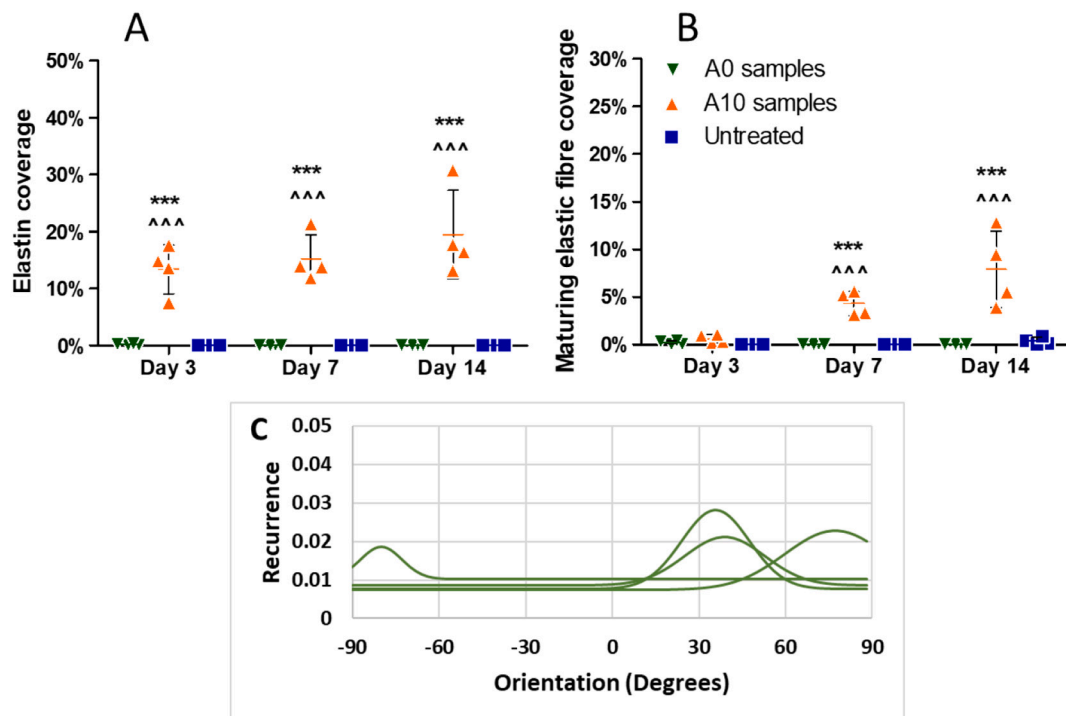 A
Elastin coverage
50%
40%
30%
20%
10%
0%
***
^^^
***
^^^
***
^^^
Day 3
Day 7
Day 14
B
Maturing elastic fibre coverage
30%
25%
20%
15%
10%
5%
0%
A0 samples
A10 samples
Untreated
***
^^^
***
^^^
Day 3
Day 7
Day 14
C
Recurrence
0.05
0.04
0.03
0.02
0.01
0
-90
-60
-30
0
30
60
90
Orientation (Degrees)